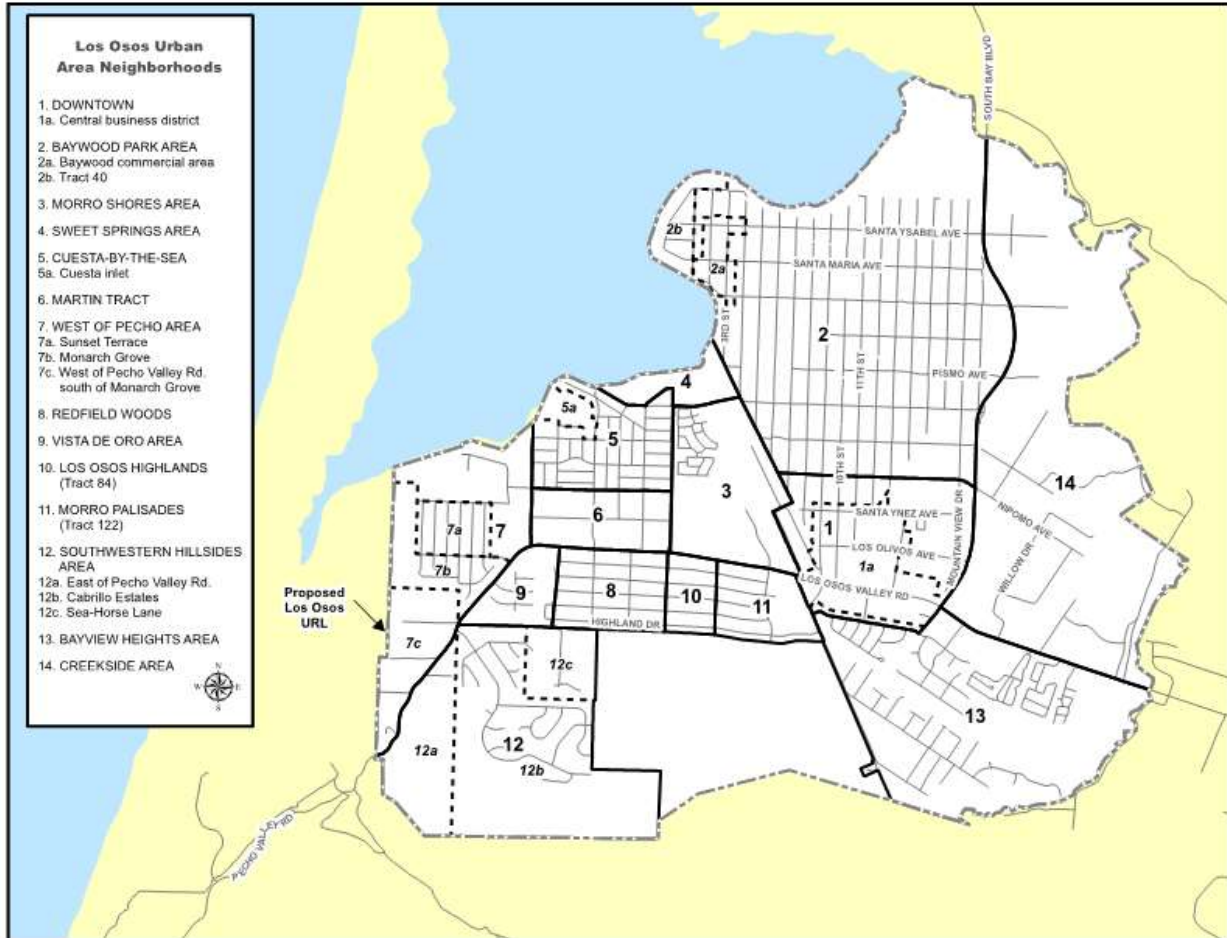 Los Osos Urban
Area Neighborhoods
1. DOWNTOWN
1a. Central business district
2. BAYWOOD PARK AREA
2a. Baywood commercial area
2b. Tract 40
3. MORRO SHORES AREA
4. SWEET SPRINGS AREA
5. CUESTA-BY-THE-SEA
5a. Cuesta inlet
6. MARTIN TRACT
7. WEST OF PECHO AREA
7a. Sunset Terrace
7b. Monarch Grove
7c. West of Pecho Valley Rd.
south of Monarch Grove
8. REDFIELD WOODS
9. VISTA DE ORO AREA
10. LOS OSOS HIGHLANDS
(Tract 84)
11. MORRO PALISADES
(Tract 122)
12. SOUTHWESTERN HILLSIDES
AREA
12a. East of Pecho Valley Rd.
12b. Cabrillo Estates
12c. Sea-Horse Lane
13. BAYVIEW HEIGHTS AREA
14. CREEKSIDE AREA
N
W E
S
SOUTH BAY BLVD
2b
SANTA YSABEL AVE
2a
SANTA MARIA AVE
3RD ST
2
11TH ST
PISMO AVE
4
5a
5
3
10TH ST
14
7a
7
6
1
SANTA YNEZ AVE
NIPOMO AVE
LOS OLIVOS AVE
1a
MOUNTAIN VIEW DR
WILLOW DR
7b
LOS OSOS VALLEY RD
Proposed
Los Osos
URL
9
8
10
11
HIGHLAND DR
7c
12c
13
12a
12
12b
PECHO VALLEY RD